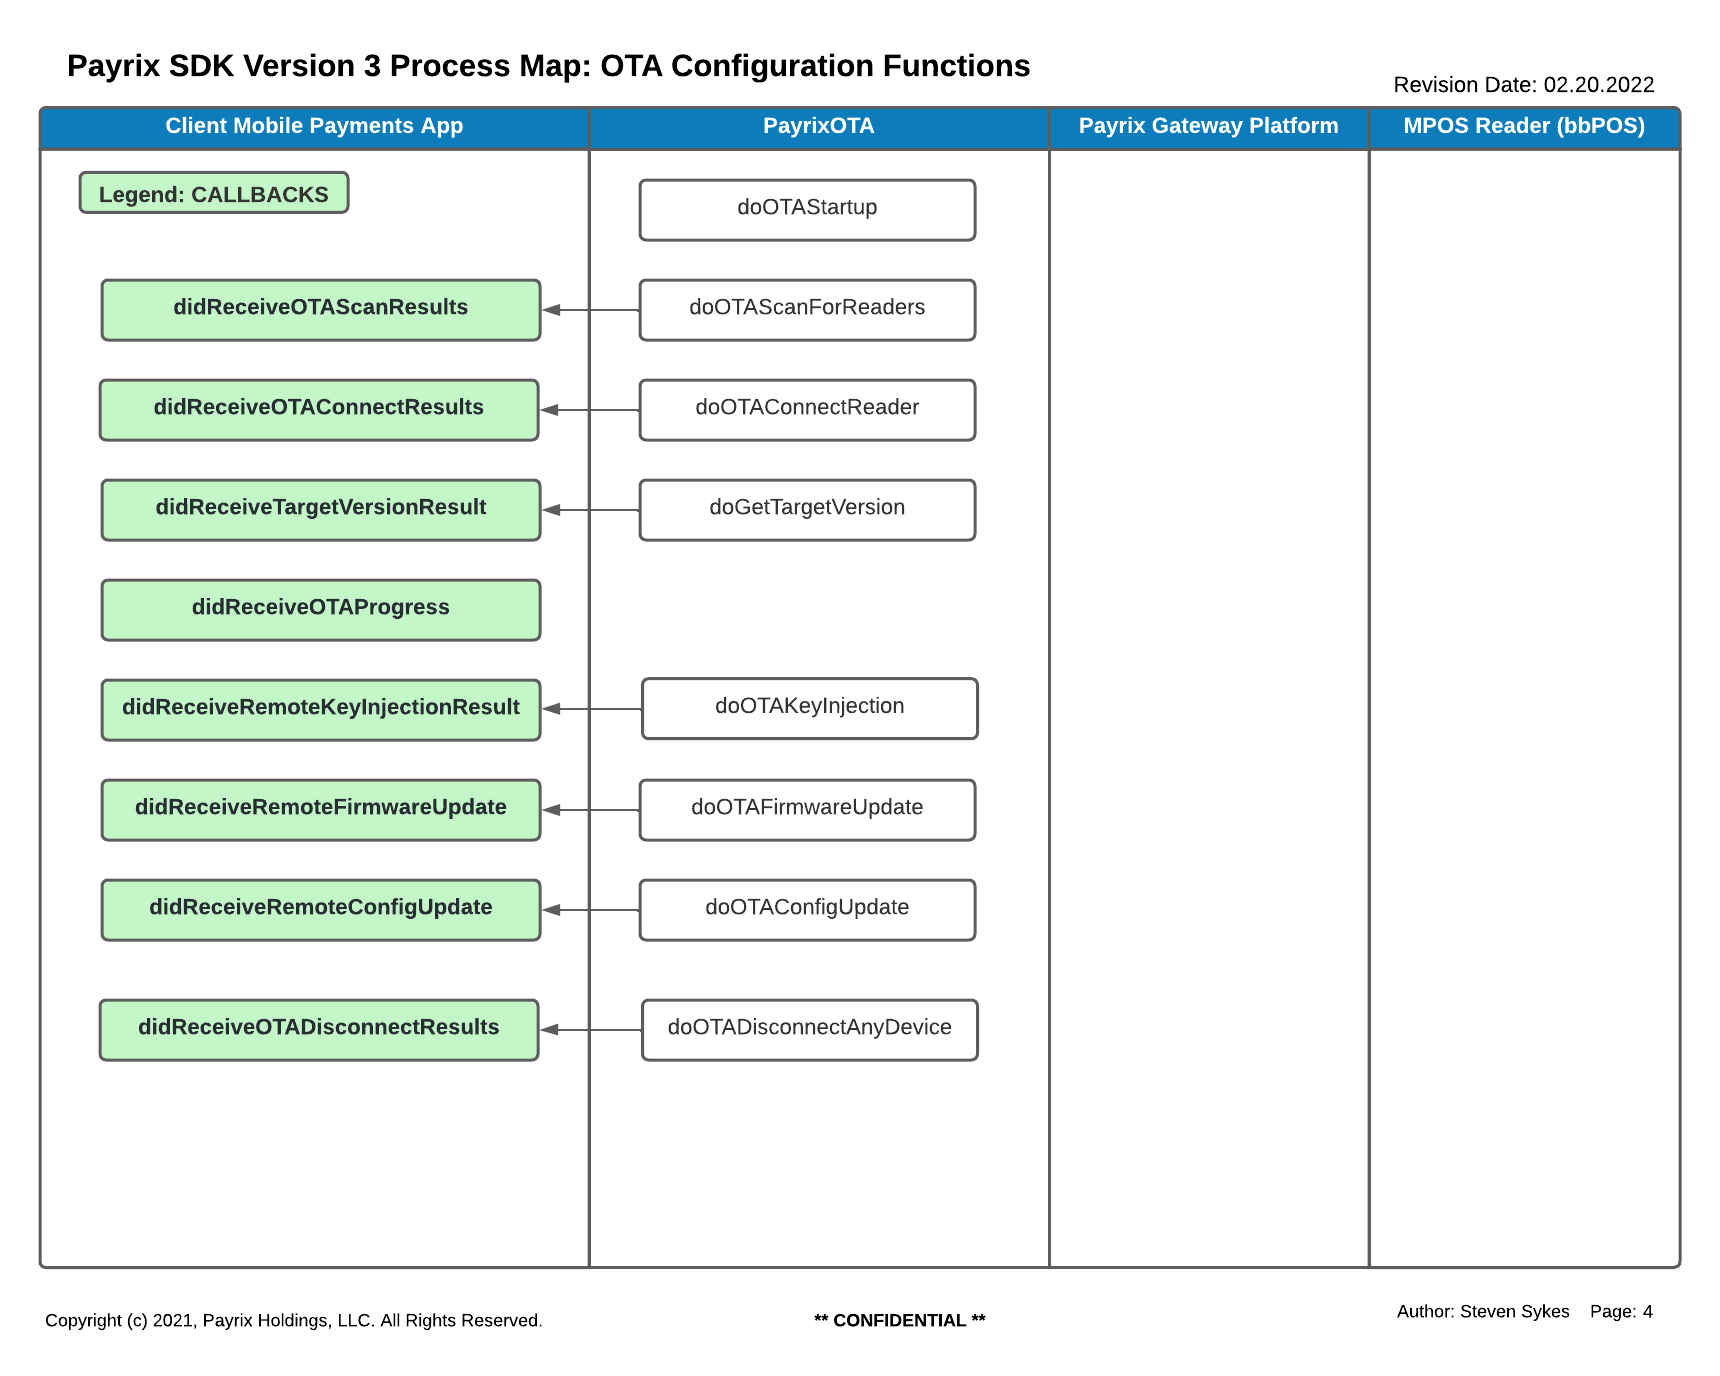 Payrix SDK Version 3 Process Map: OTA Configuration Functions
Revision Date: 02.20.2022
Client Mobile Payments App
PayrixOTA
Payrix Gateway Platform
MPOS Reader (bbPOS)
Legend: CALLBACKS
doOTAStartup
didReceiveOTAScanResults
doOTAScanForReaders
didReceiveOTAConnectResults
doOTAConnectReader
didReceiveTargetVersionResult
doGetTargetVersion
didReceiveOTAProgress
didReceiveRemoteKeyInjectionResult
doOTAKeyInjection
didReceiveRemoteFirmwareUpdate
doOTAFirmwareUpdate
didReceiveRemoteConfigUpdate
doOTAConfigUpdate
didReceiveOTADisconnectResults
doOTADisconnectAnyDevice
Copyright (c) 2021, Payrix Holdings, LLC. All Rights Reserved.
** CONFIDENTIAL **
Author: Steven Sykes Page: 4